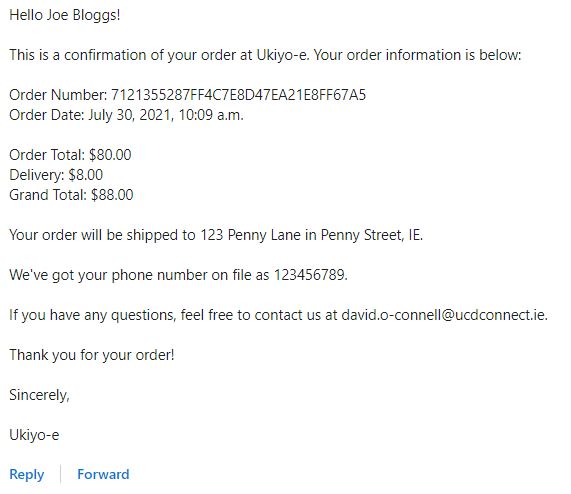 Hello Joe Bloggs!
This is a confirmation of your order at Ukiyo-e. Your order information is below:
Order Number: 7121355287FF4C7E8D47EA21E8FF67A5
Order Date: July 30, 2021, 10:09 a.m.
Order Total: $80.00
Delivery: $8.00
Grand Total: $88.00
Your order will be shipped to 123 Penny Lane in Penny Street, IE.
We've got your phone number on file as 123456789.
If you have any questions, feel free to contact us at david.o-connell@ucdconnect.ie.
Thank you for your order!
Sincerely,
Ukiyo-e
Reply | Forward